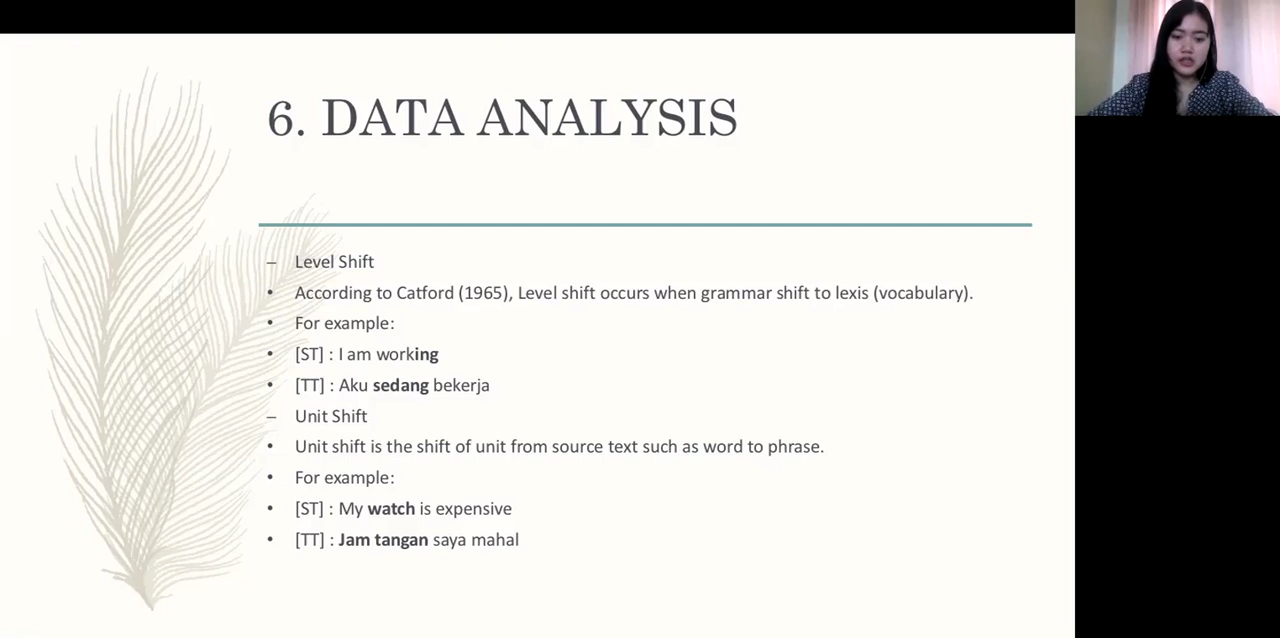 6. DATA ANALYSIS
– Level Shift
• According to Catford (1965), Level shift occurs when grammar shift to lexis (vocabulary).
• For example:
• [ST] : I am working
• [TT] : Aku sedang bekerja
– Unit Shift
• Unit shift is the shift of unit from source text such as word to phrase.
• For example:
• [ST] : My watch is expensive
• [TT] : Jam tangan saya mahal